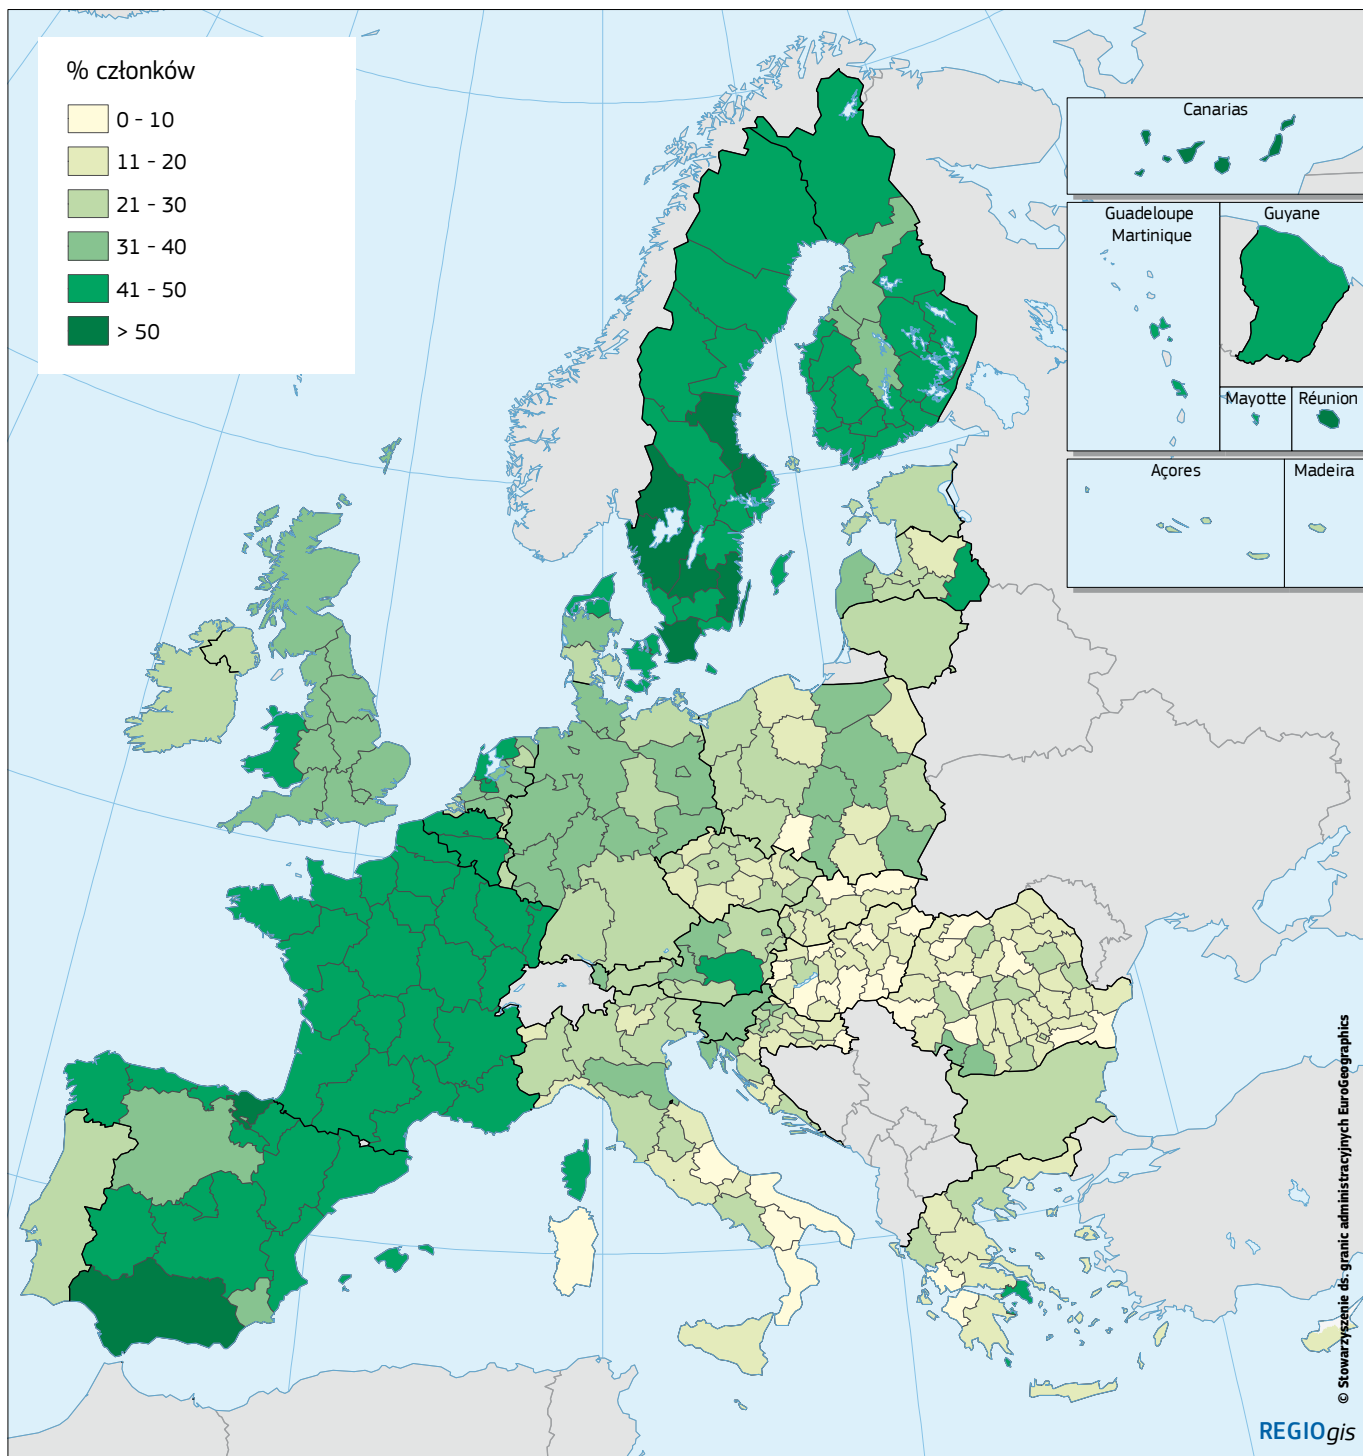 % członków
0 - 10
11 - 20
21 - 30
31 - 40
41 - 50
> 50
Canarias
Guadeloupe
Martinique
Guyane
Mayotte
Réunion
Açores
Madeira
© Stowarzyszenie ds. granic administracyjnych EuroGeographics
REGIOgis